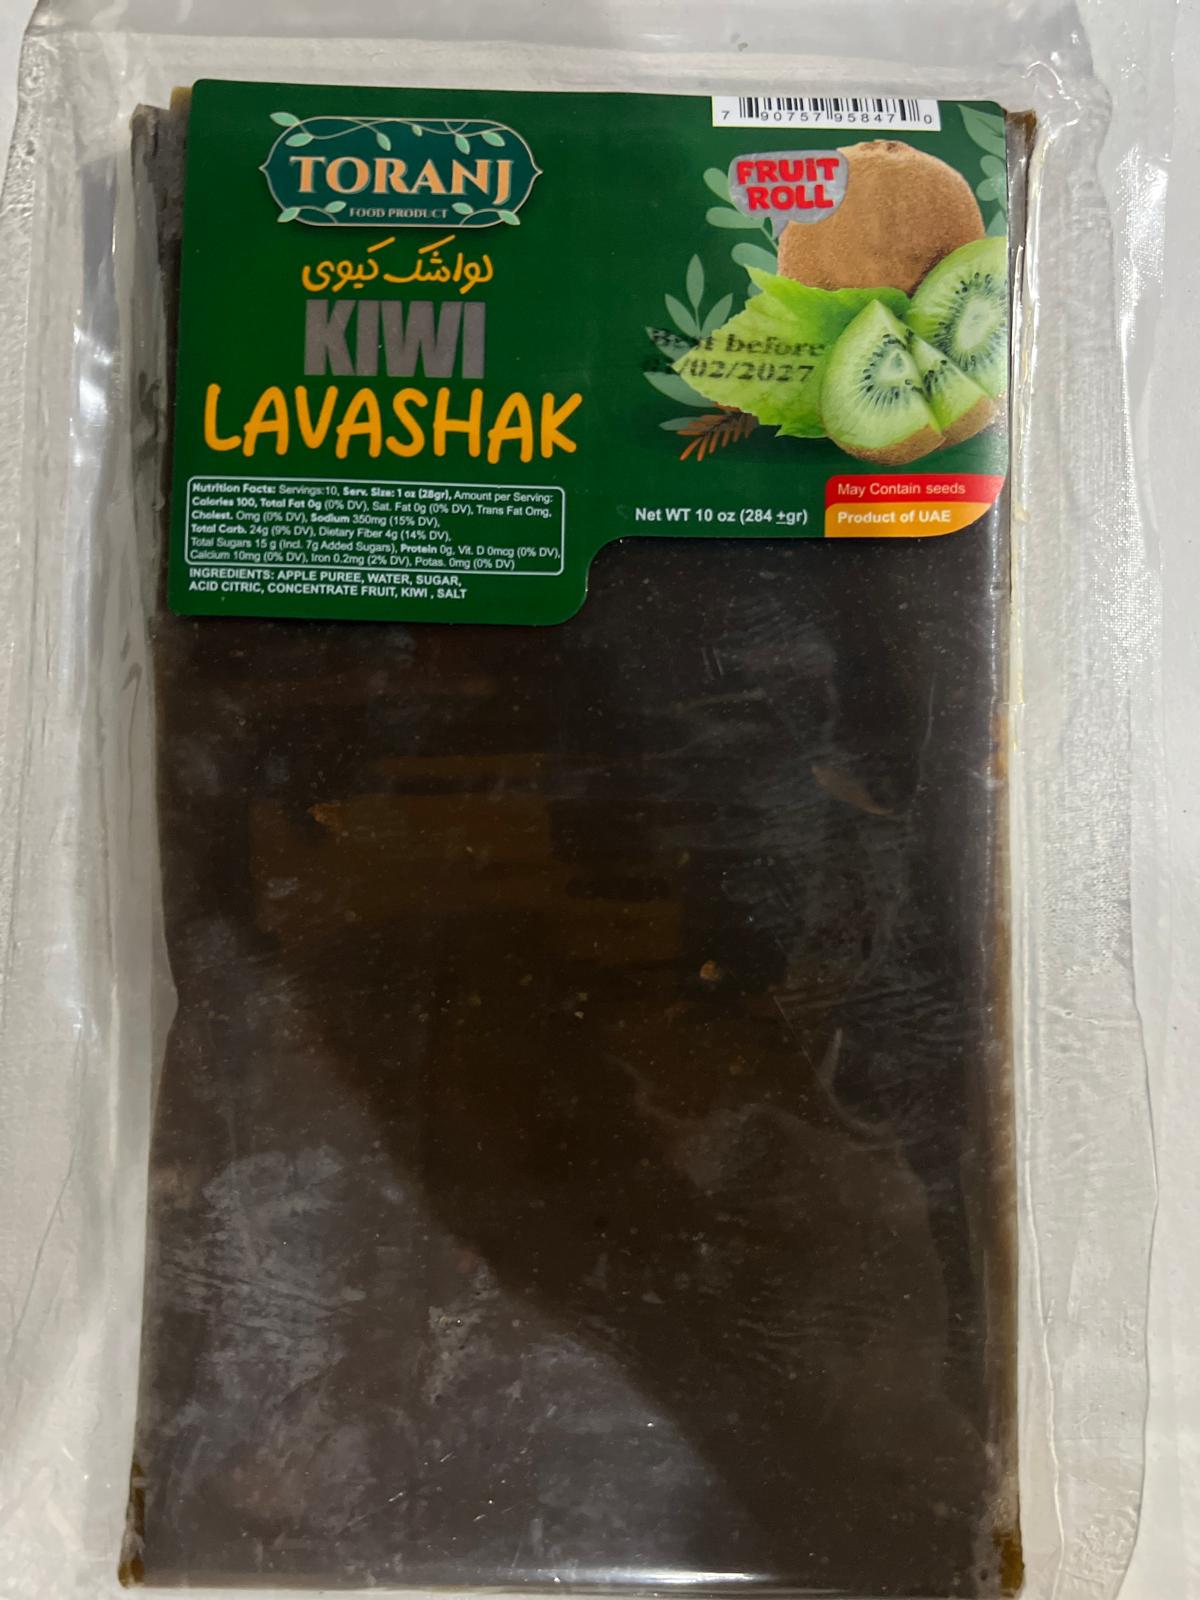 7 90757 95847 0
TORANJ
FOOD PRODUCT
FRUIT
ROLL
لواشک کیوی
KIWI
LAVASHAK
Best before
/02/2027
Nutrition Facts: Servings:10, Serv. Size: 1 oz (28gr), Amount per Serving:
Calories 100, Total Fat 0g (0% DV), Sat. Fat 0g (0% DV), Trans Fat Omg,
Cholest. Omg (0% DV), Sodium 350mg (15% DV),
Total Carb. 24g (9% DV), Dietary Fiber 4g (14% DV),
Total Sugars 15 g (Incl. 7g Added Sugars), Protein 0g, Vit. D 0mcg (0% DV),
Calcium 10mg (0% DV), Iron 0.2mg (2% DV), Potas. 0mg (0% DV)
INGREDIENTS: APPLE PUREE, WATER, SUGAR,
ACID CITRIC, CONCENTRATE FRUIT, KIWI , SALT
Net WT 10 oz (284 ±gr)
May Contain seeds
Product of UAE